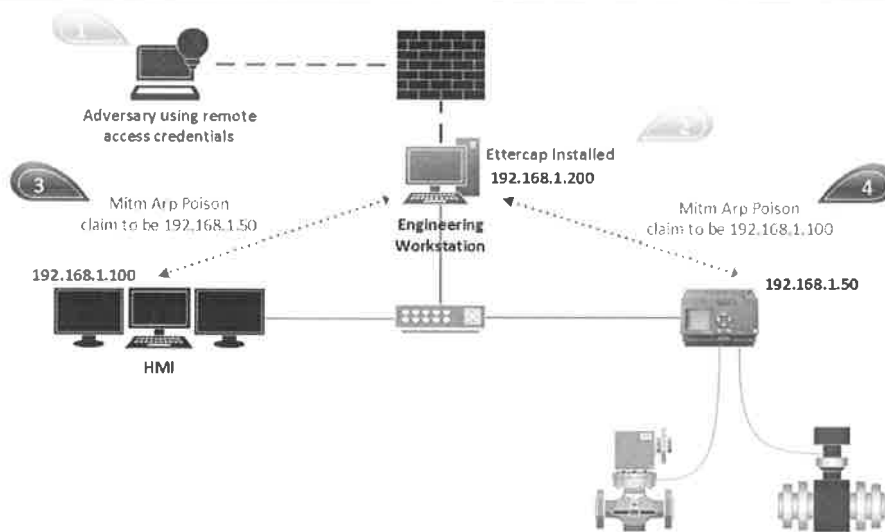 1
Adversary using remote
access credentials
2
Ettercap Installed
192.168.1.200
3
Mitm Arp Poison
claim to be 192.168.1.50
Engineering
Workstation
4
Mitm Arp Poison
claim to be 192.168.1.100
192.168.1.100
192.168.1.50
HMI